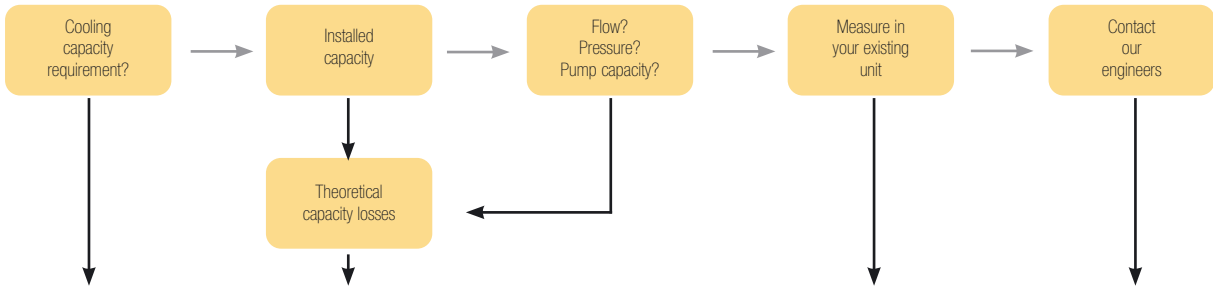 Cooling
capacity
requirement?
Installed
capacity
Flow?
Pressure?
Pump capacity?
Measure in
your existing
unit
Contact
our
engineers
Theoretical
capacity losses